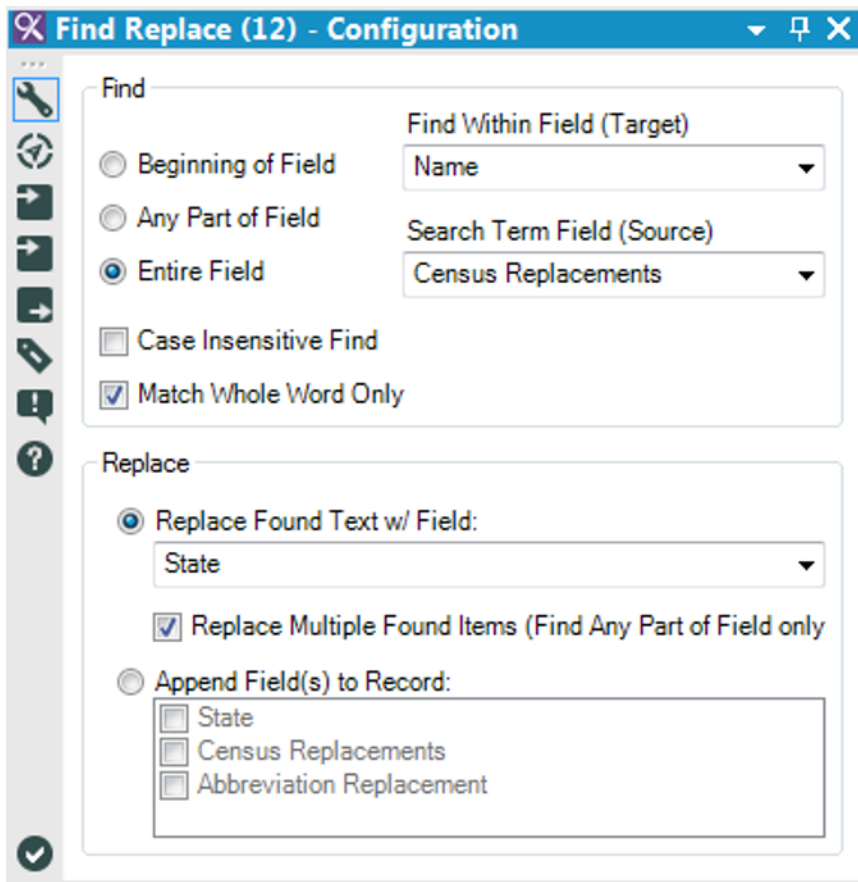 Find Replace (12) - Configuration
Find
Find Within Field (Target)
Beginning of Field
Name
Any Part of Field
Search Term Field (Source)
Entire Field
Census Replacements
Case Insensitive Find
Match Whole Word Only
Replace
Replace Found Text w/ Field:
State
Replace Multiple Found Items (Find Any Part of Field only
Append Field(s) to Record:
State
Census Replacements
Abbreviation Replacement